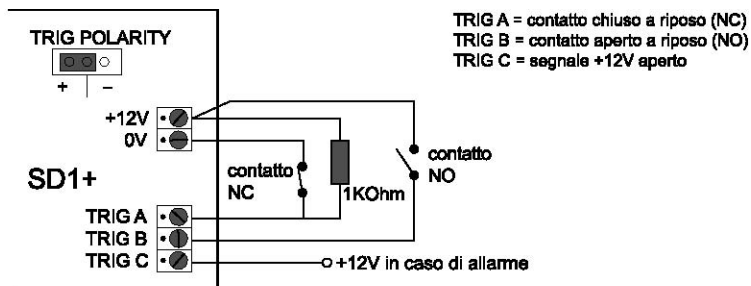 TRIG A = contatto chiuso a riposo (NC)
TRIG B = contatto aperto a riposo (NO)
TRIG C = segnale +12V aperto
TRIG POLARITY
+ −
+12V
0V
SD1+
contatto
NC
1KOhm
contatto
NO
TRIG A
TRIG B
TRIG C
+12V in caso di allarme